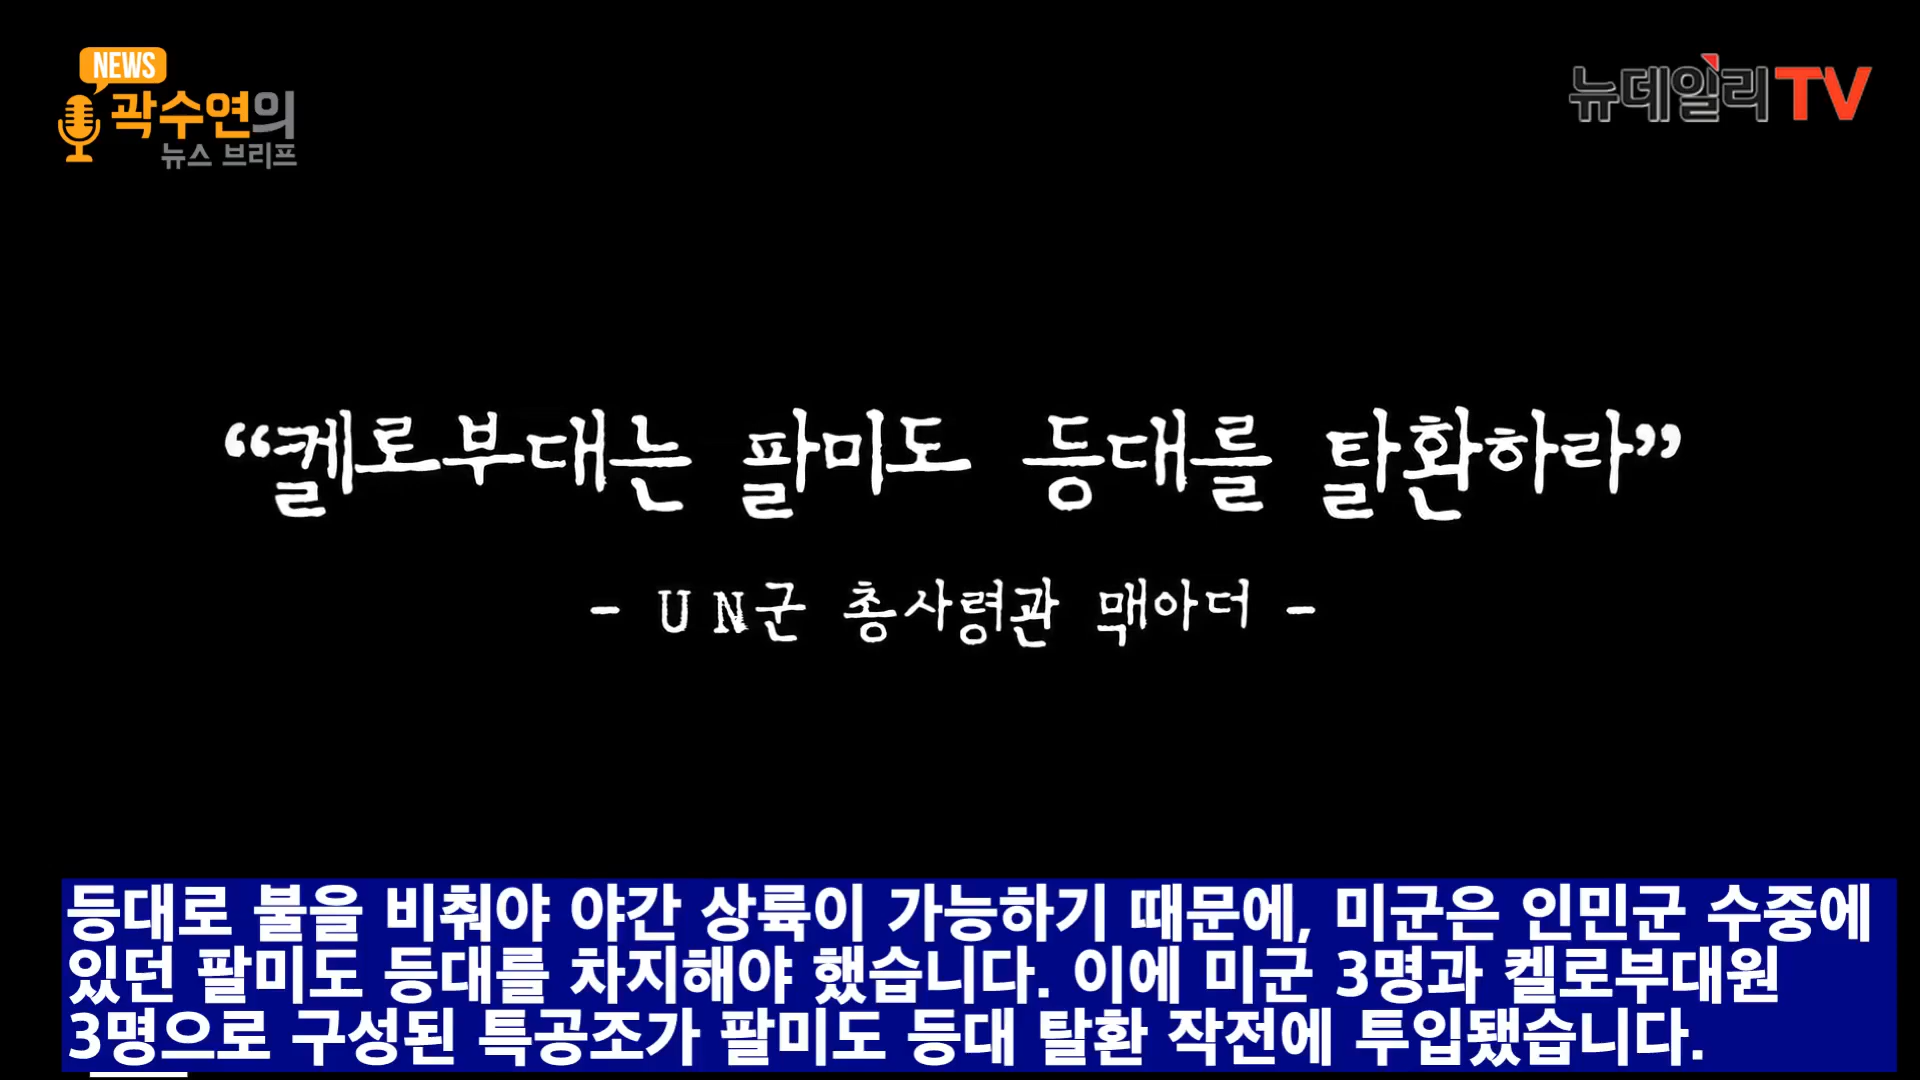 NEWS
곽수연의
뉴스 브리프
뉴데일리TV
“켈로부대는 팔미도 등대를 탈환하라”
- UN군 총사령관 맥아더 -
등대로 불을 비춰야 야간 상륙이 가능하기 때문에, 미군은 인민군 수중에
있던 팔미도 등대를 차지해야 했습니다. 이에 미군 3명과 켈로부대원
3명으로 구성된 특공조가 팔미도 등대 탈환 작전에 투입됐습니다.